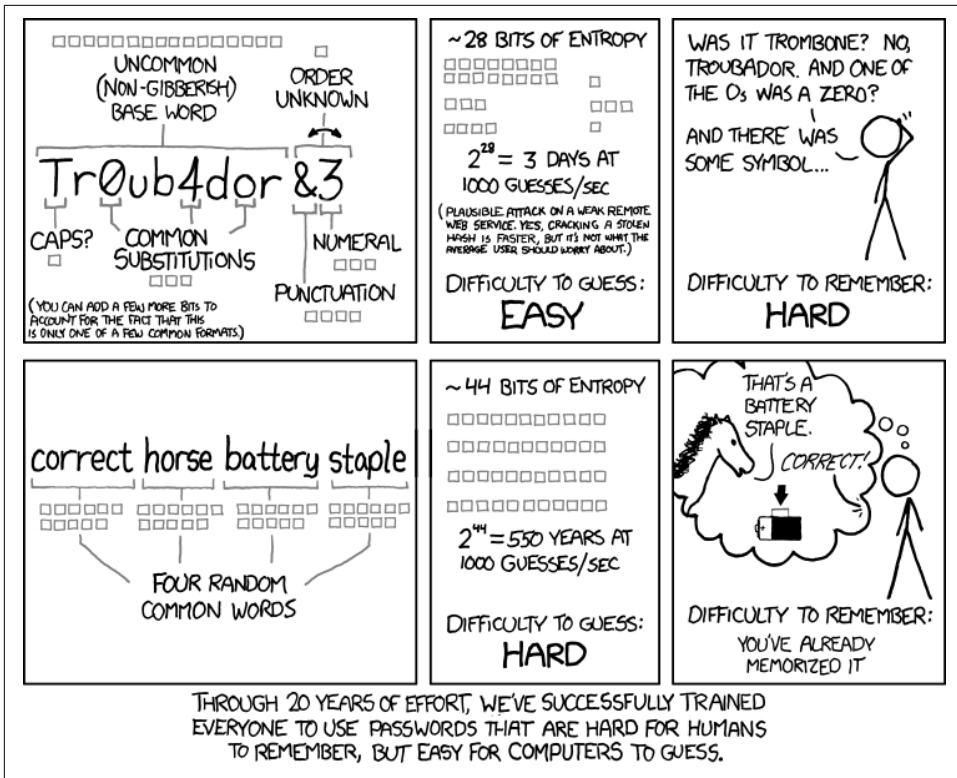 UNCOMMON
(NON-GIBBERISH)
BASE WORD
ORDER
UNKNOWN
Tr0ub4dor &3
CAPS?
COMMON
SUBSTITUTIONS
NUMERAL
PUNCTUATION
(YOU CAN ADD A FEW MORE BITS TO
ACCOUNT FOR THE FACT THAT THIS
IS ONLY ONE OF A FEW COMMON FORMATS.)
~28 BITS OF ENTROPY
2^28 = 3 DAYS AT
1000 GUESSES/SEC
(PLAUSIBLE ATTACK ON A WEAK REMOTE
WEB SERVICE. YES, CRACKING A STOLEN
HASH IS FASTER, BUT IT'S NOT WHAT THE
AVERAGE USER SHOULD WORRY ABOUT.)
DIFFICULTY TO GUESS:
EASY
WAS IT TROMBONE? NO,
TROUBADOR. AND ONE OF
THE Os WAS A ZERO?
AND THERE WAS
SOME SYMBOL...
DIFFICULTY TO REMEMBER:
HARD
correct horse battery staple
FOUR RANDOM
COMMON WORDS
~44 BITS OF ENTROPY
2^44 = 550 YEARS AT
1000 GUESSES/SEC
DIFFICULTY TO GUESS:
HARD
THAT'S A
BATTERY
STAPLE.
CORRECT!
DIFFICULTY TO REMEMBER:
YOU'VE ALREADY
MEMORIZED IT
THROUGH 20 YEARS OF EFFORT, WE'VE SUCCESSFULLY TRAINED
EVERYONE TO USE PASSWORDS THAT ARE HARD FOR HUMANS
TO REMEMBER, BUT EASY FOR COMPUTERS TO GUESS.